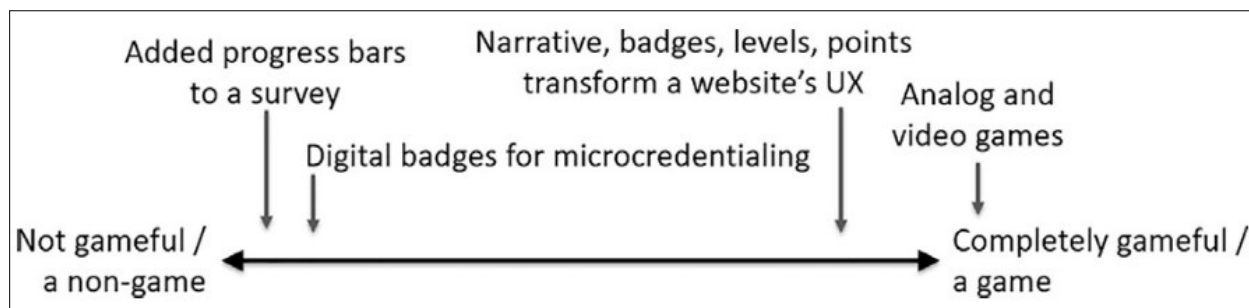 Added progress bars
to a survey
Narrative, badges, levels, points
transform a website's UX
Analog and
video games
Digital badges for microcredentialing
Not gameful /
a non-game
Completely gameful /
a game